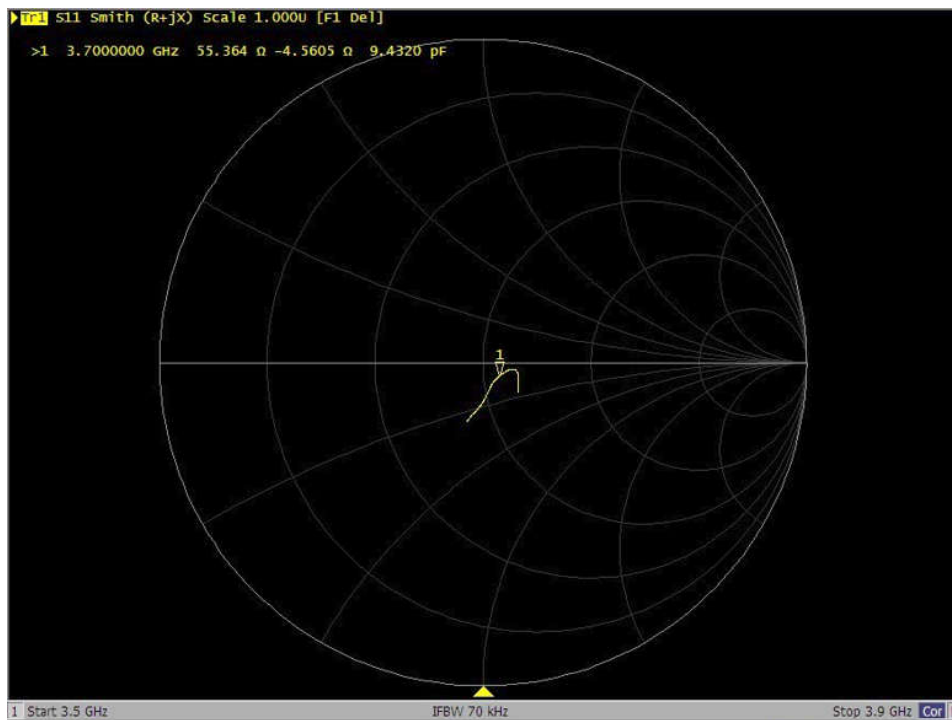 Tr1 S11 Smith (R+jX) Scale 1.000U [F1 Del]
>1 3.7000000 GHz 55.364 Ω -4.5605 Ω 9.4320 pF
1
1 Start 3.5 GHz IFBW 70 kHz Stop 3.9 GHz Cor